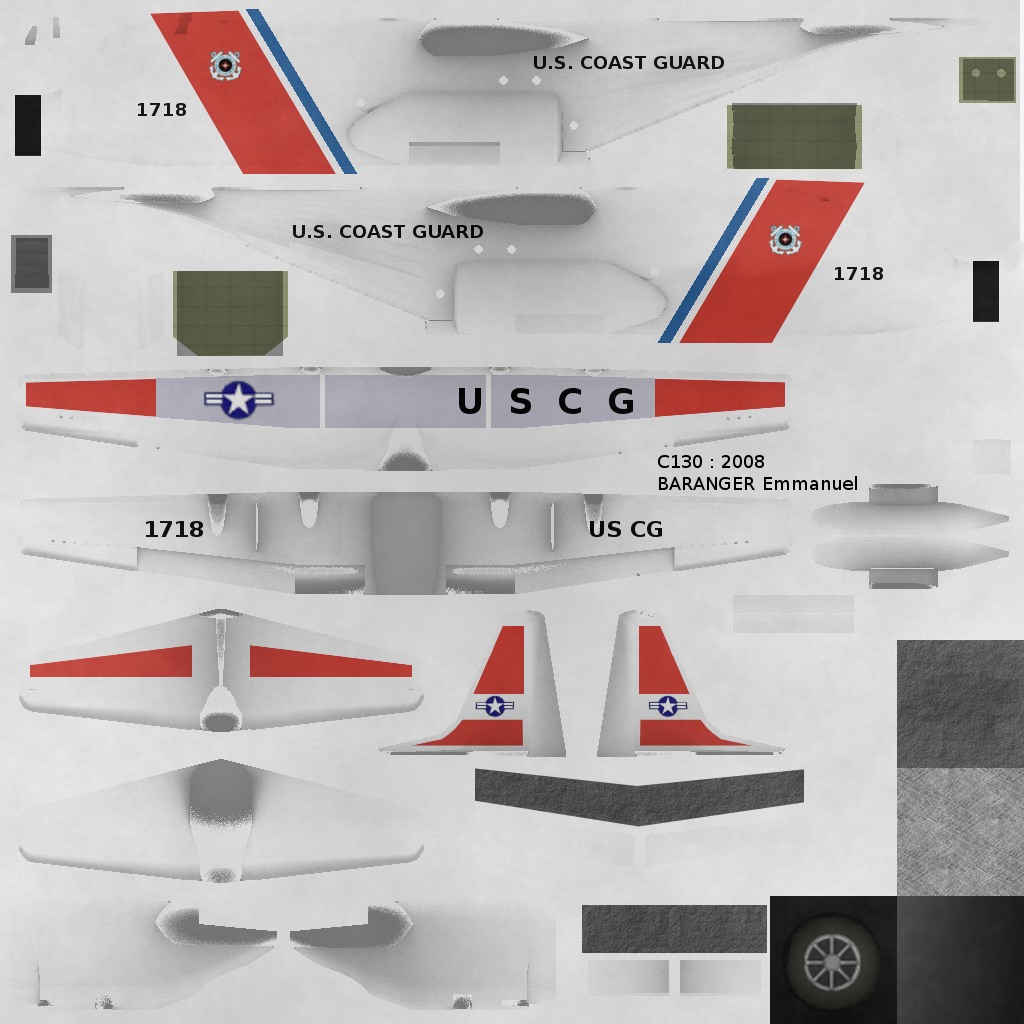 U.S. COAST GUARD
1718
U.S. COAST GUARD
1718
U S C G
C130 : 2008
BARANGER Emmanuel
1718
US CG